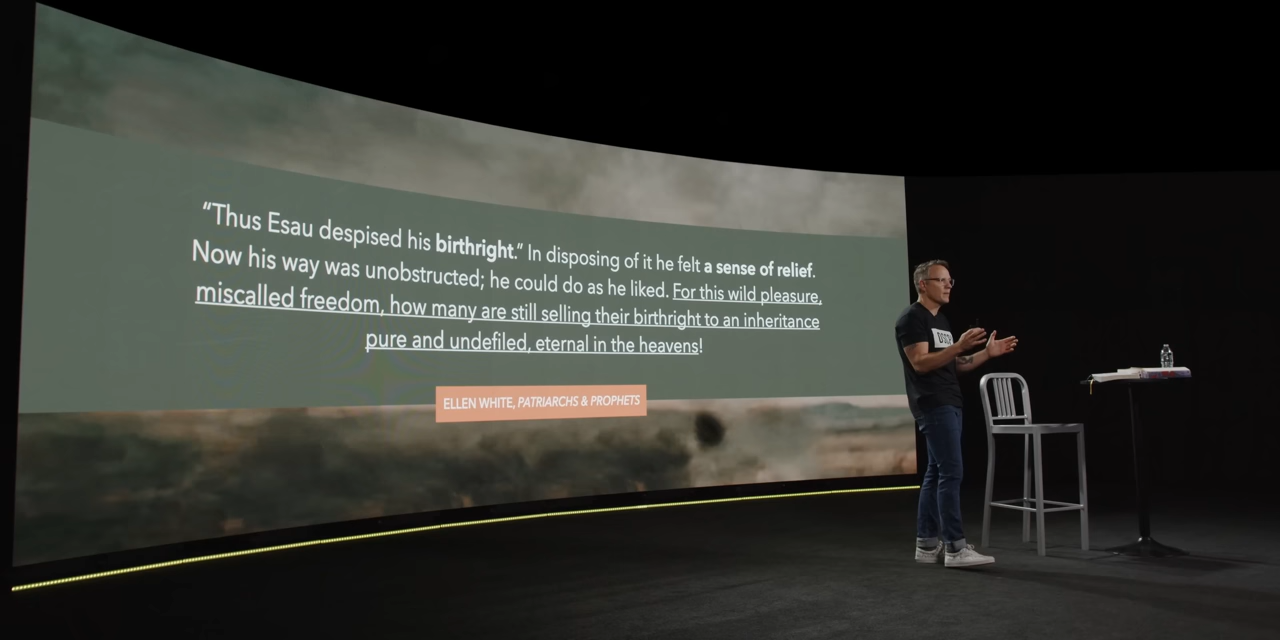 “Thus Esau despised his birthright.” In disposing of it he felt a sense of relief.
Now his way was unobstructed; he could do as he liked. For this wild pleasure,
miscalled freedom, how many are still selling their birthright to an inheritance
pure and undefiled, eternal in the heavens!
ELLEN WHITE, PATRIARCHS & PROPHETS